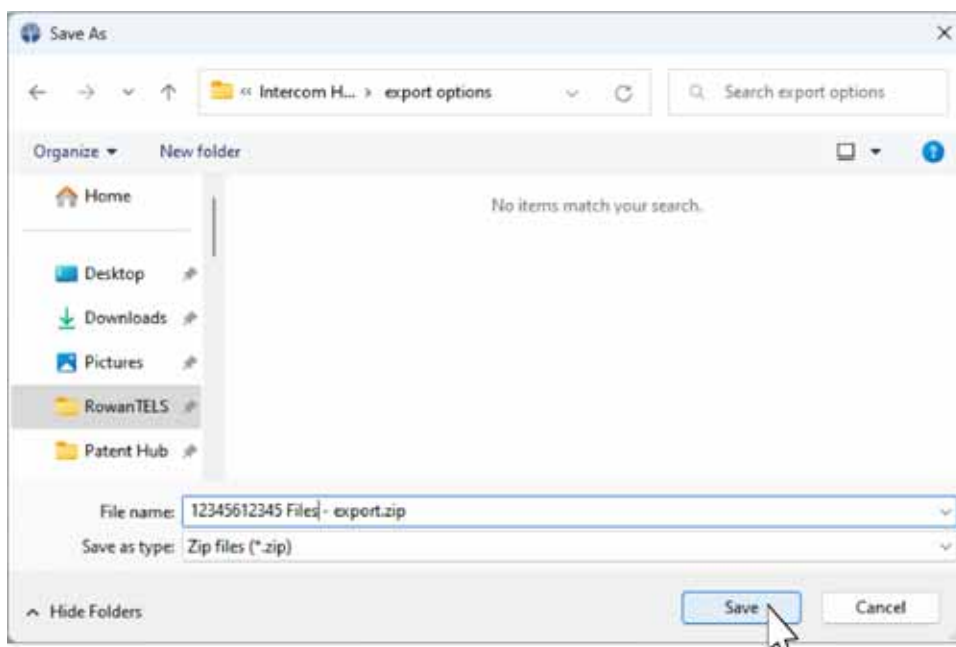 Save As
« Intercom H... › export options
Search export options
Organize
New folder
Home
No items match your search.
Desktop
Downloads
Pictures
RowanTELS
Patent Hub
File name: 12345612345 Files - export.zip
Save as type: Zip files (*.zip)
Hide Folders
Save
Cancel